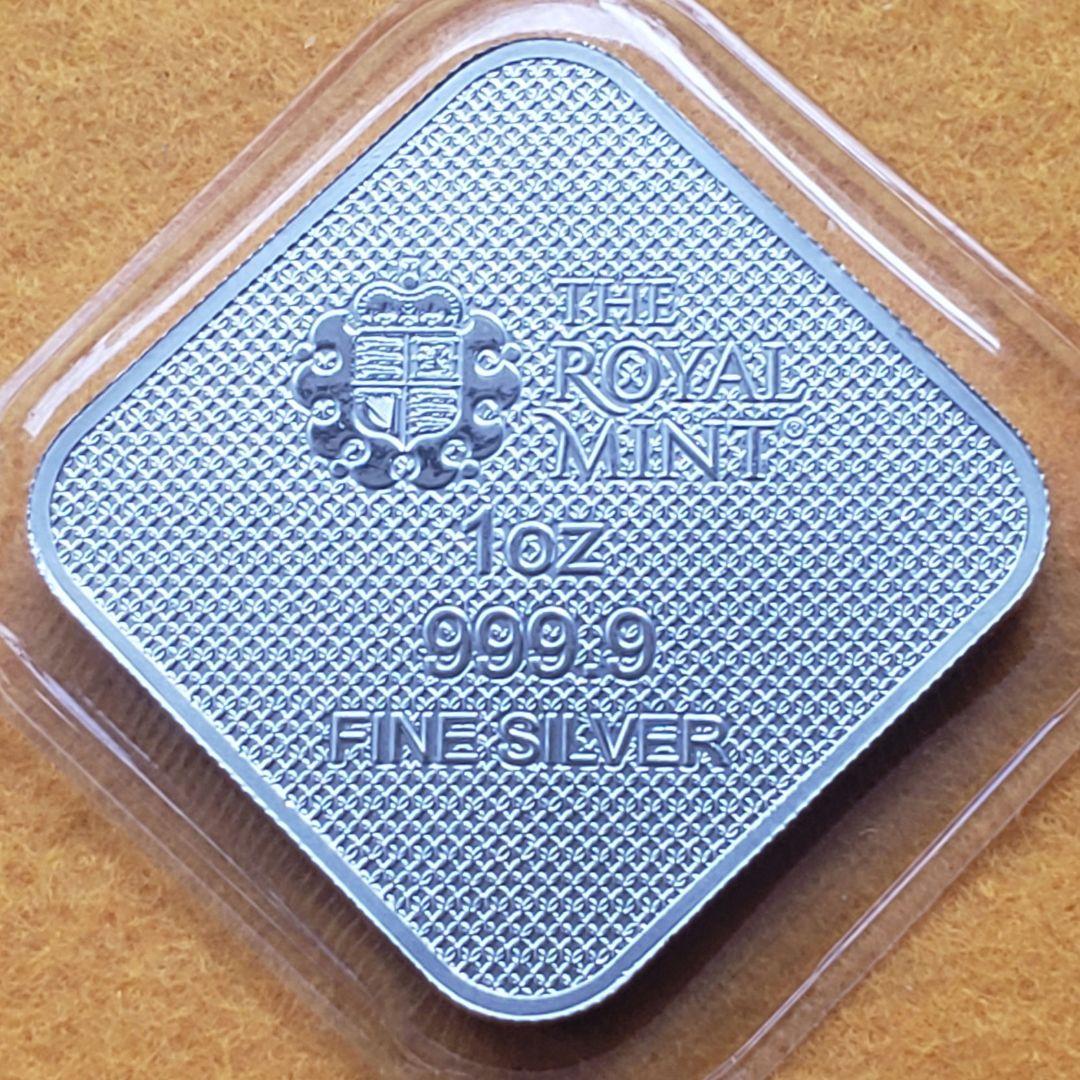 THE
ROYAL
MINT®
1oz
999.9
FINE SILVER